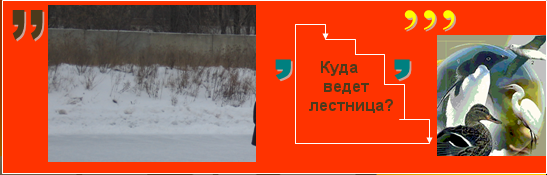 ,,
Куда
ведет
лестница?
,
,
,,,